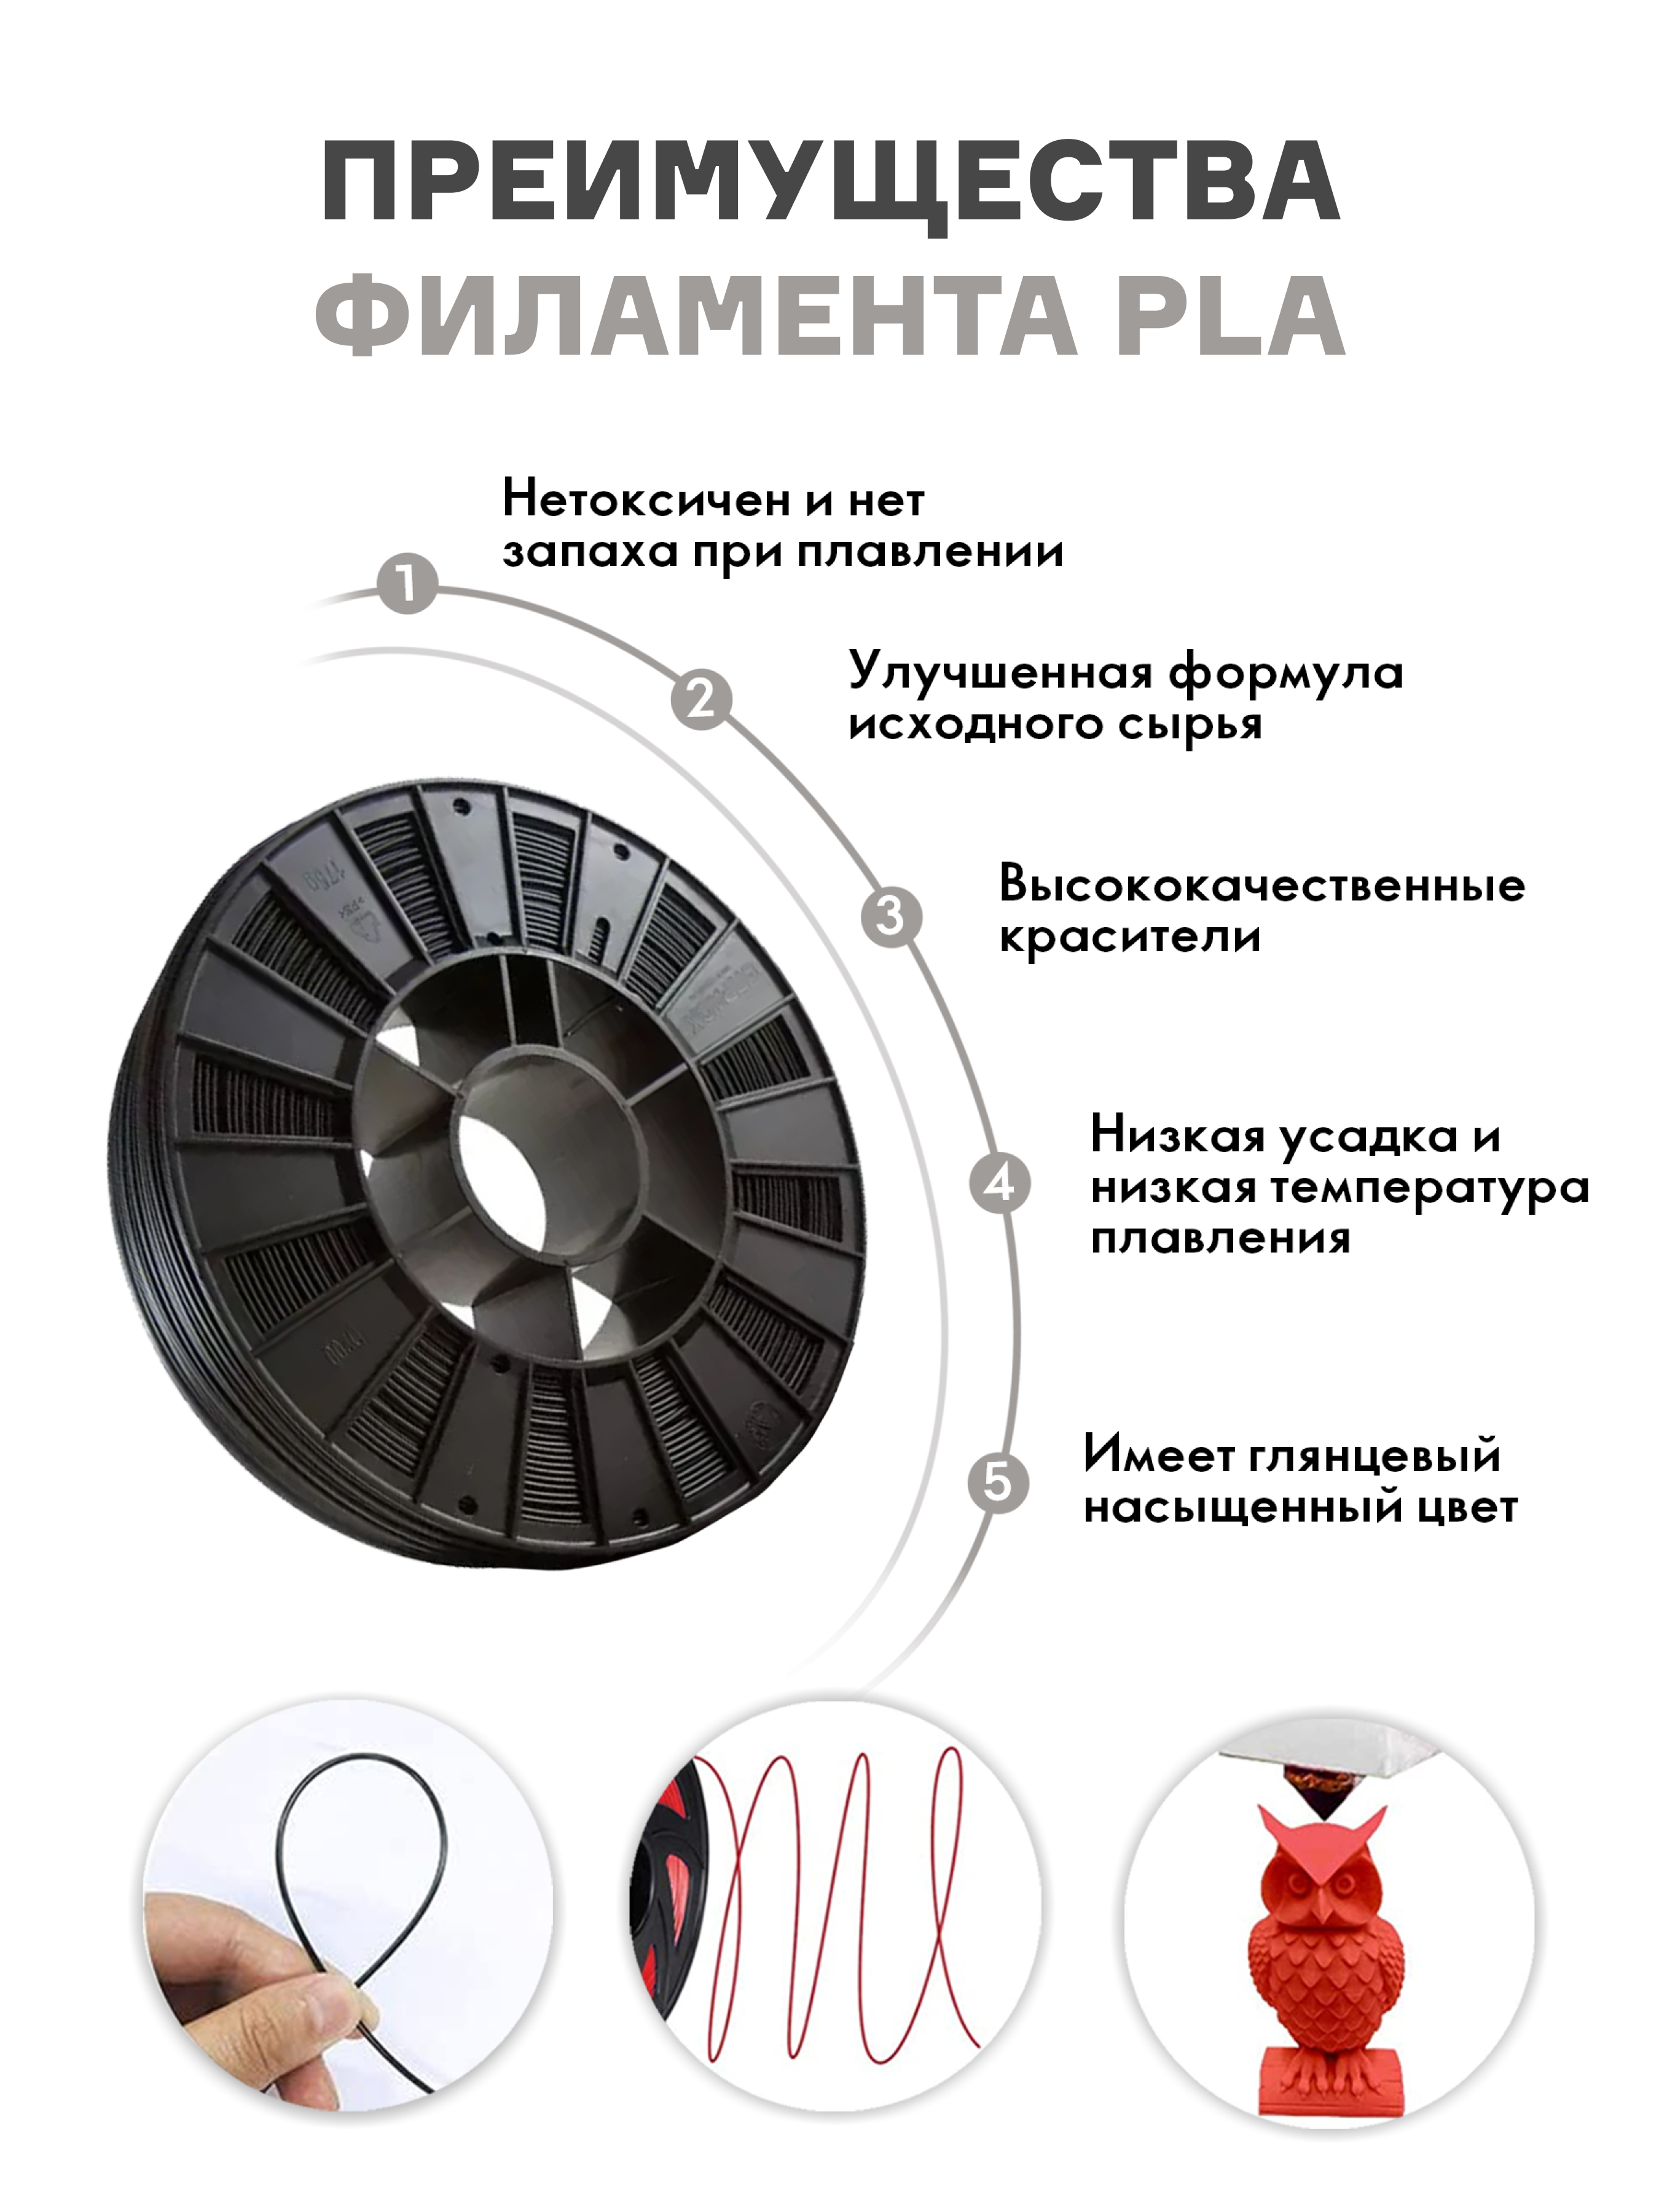 ПРЕИМУЩЕСТВА
ФИЛАМЕНТА PLA
1
Нетоксичен и нет
запаха при плавлении
2
Улучшенная формула
исходного сырья
3
Высококачественные
красители
4
Низкая усадка и
низкая температура
плавления
5
Имеет глянцевый
насыщенный цвет